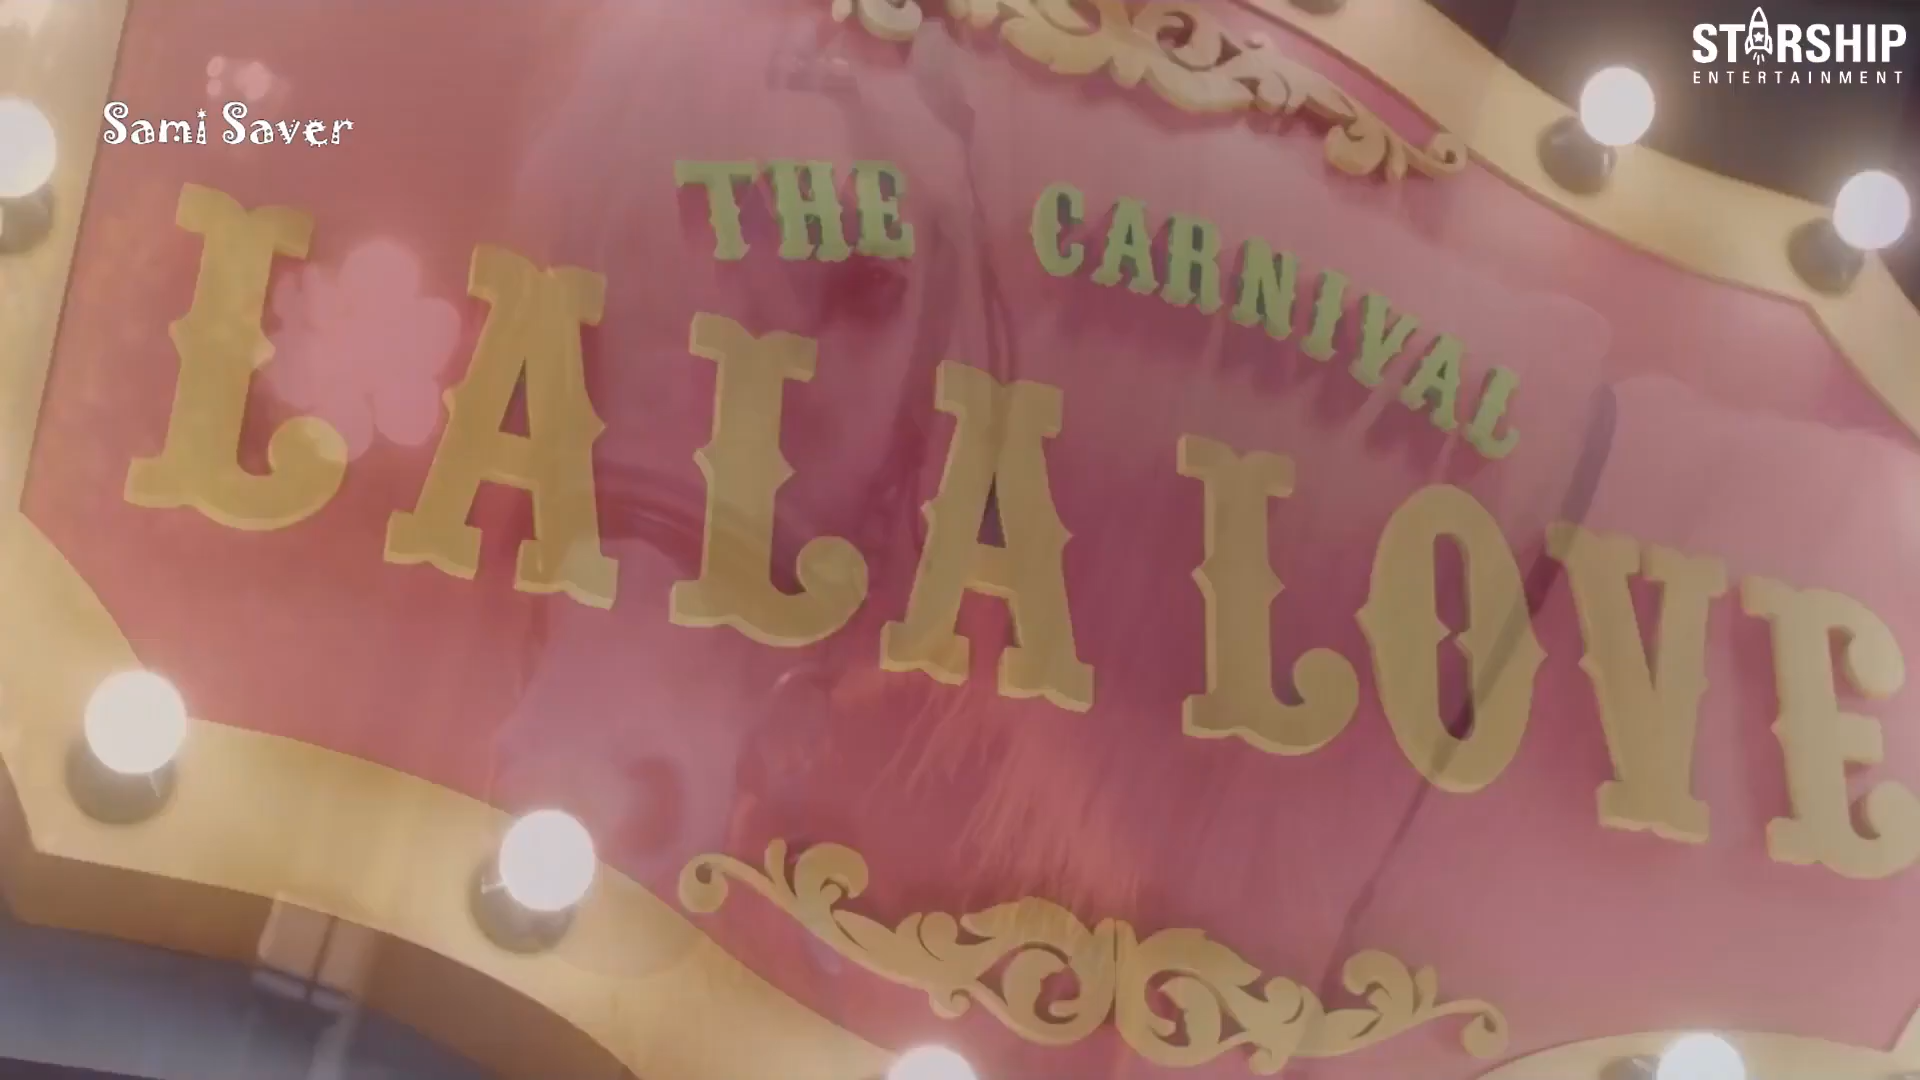 STARSHIP
ENTERTAINMENT
Sami Saver
THE CARNIVAL
LALALOVE